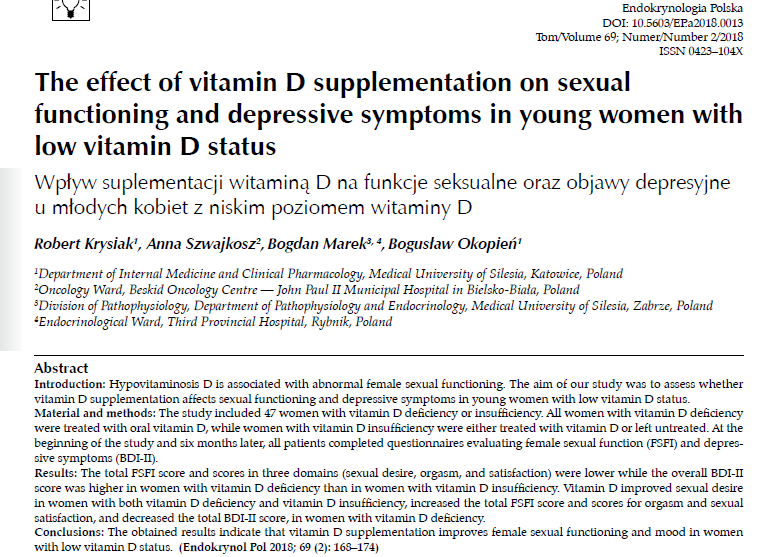 Endokrynologia Polska
DOI: 10.5603/EP.a2018.0013
Tom/Volume 69; Numer/Number 2/2018
ISSN 0423–104X
The effect of vitamin D supplementation on sexual
functioning and depressive symptoms in young women with
low vitamin D status
Wpływ suplementacji witaminą D na funkcje seksualne oraz objawy depresyjne
u młodych kobiet z niskim poziomem witaminy D
Robert Krysiak¹, Anna Szwajkosz², Bogdan Marek³,⁴, Bogusław Okopień¹
¹Department of Internal Medicine and Clinical Pharmacology, Medical University of Silesia, Katowice, Poland
²Oncology Ward, Beskid Oncology Centre — John Paul II Municipal Hospital in Bielsko-Biała, Poland
³Division of Pathophysiology, Department of Pathophysiology and Endocrinology, Medical University of Silesia, Zabrze, Poland
⁴Endocrinological Ward, Third Provincial Hospital, Rybnik, Poland
Abstract
Introduction: Hypovitaminosis D is associated with abnormal female sexual functioning. The aim of our study was to assess whether
vitamin D supplementation affects sexual functioning and depressive symptoms in young women with low vitamin D status.
Material and methods: The study included 47 women with vitamin D deficiency or insufficiency. All women with vitamin D deficiency
were treated with oral vitamin D, while women with vitamin D insufficiency were either treated with vitamin D or left untreated. At the
beginning of the study and six months later, all patients completed questionnaires evaluating female sexual function (FSFI) and depres-
sive symptoms (BDI-II).
Results: The total FSFI score and scores in three domains (sexual desire, orgasm, and satisfaction) were lower while the overall BDI-II
score was higher in women with vitamin D deficiency than in women with vitamin D insufficiency. Vitamin D improved sexual desire
in women with both vitamin D deficiency and vitamin D insufficiency, increased the total FSFI score and scores for orgasm and sexual
satisfaction, and decreased the total BDI-II score, in women with vitamin D deficiency.
Conclusions: The obtained results indicate that vitamin D supplementation improves female sexual functioning and mood in women
with low vitamin D status. (Endokrynol Pol 2018; 69 (2): 168–174)